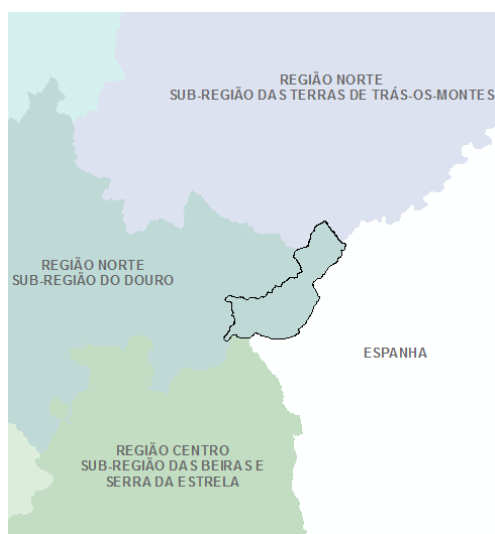 REGIÃO NORTE
SUB-REGIÃO DAS TERRAS DE TRÁS-OS-MONTES
REGIÃO NORTE
SUB-REGIÃO DO DOURO
ESPANHA
REGIÃO CENTRO
SUB-REGIÃO DAS BEIRAS E
SERRA DA ESTRELA